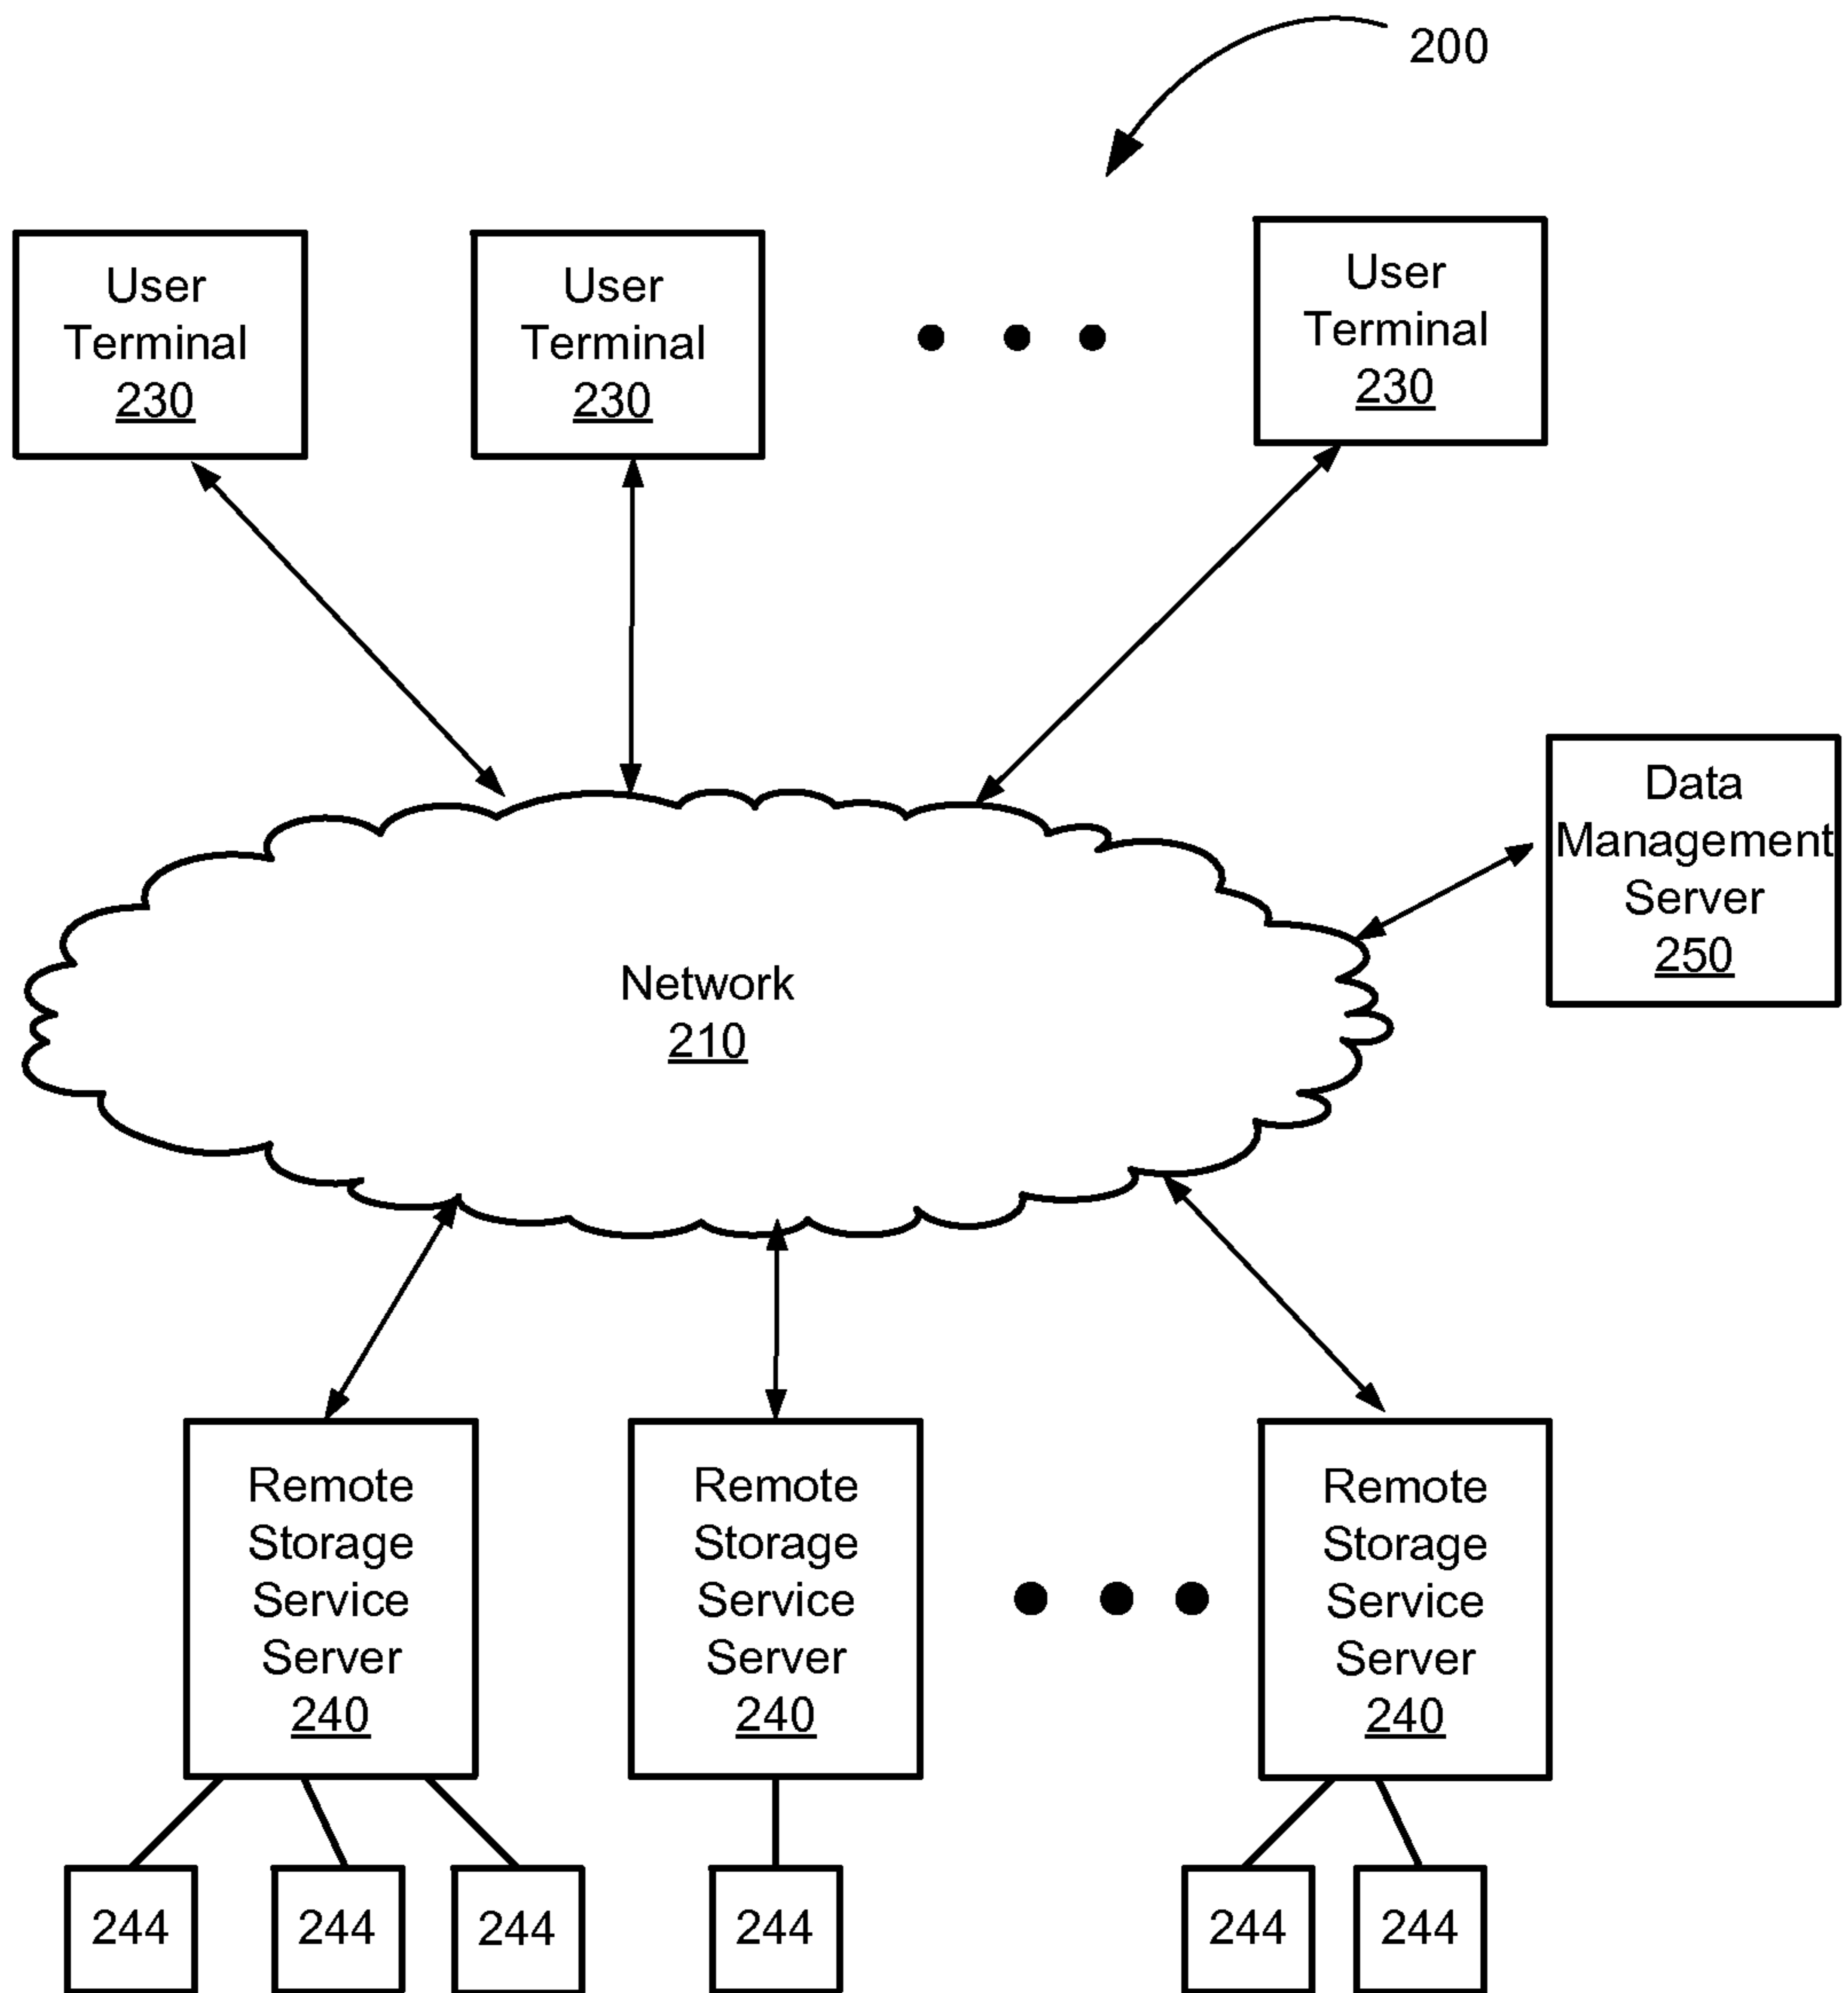 200
User
Terminal
230
User
Terminal
230
User
Terminal
230
Data
Management
Server
250
Network
210
Remote
Storage
Service
Server
240
Remote
Storage
Service
Server
240
Remote
Storage
Service
Server
240
244
244
244
244
244
244